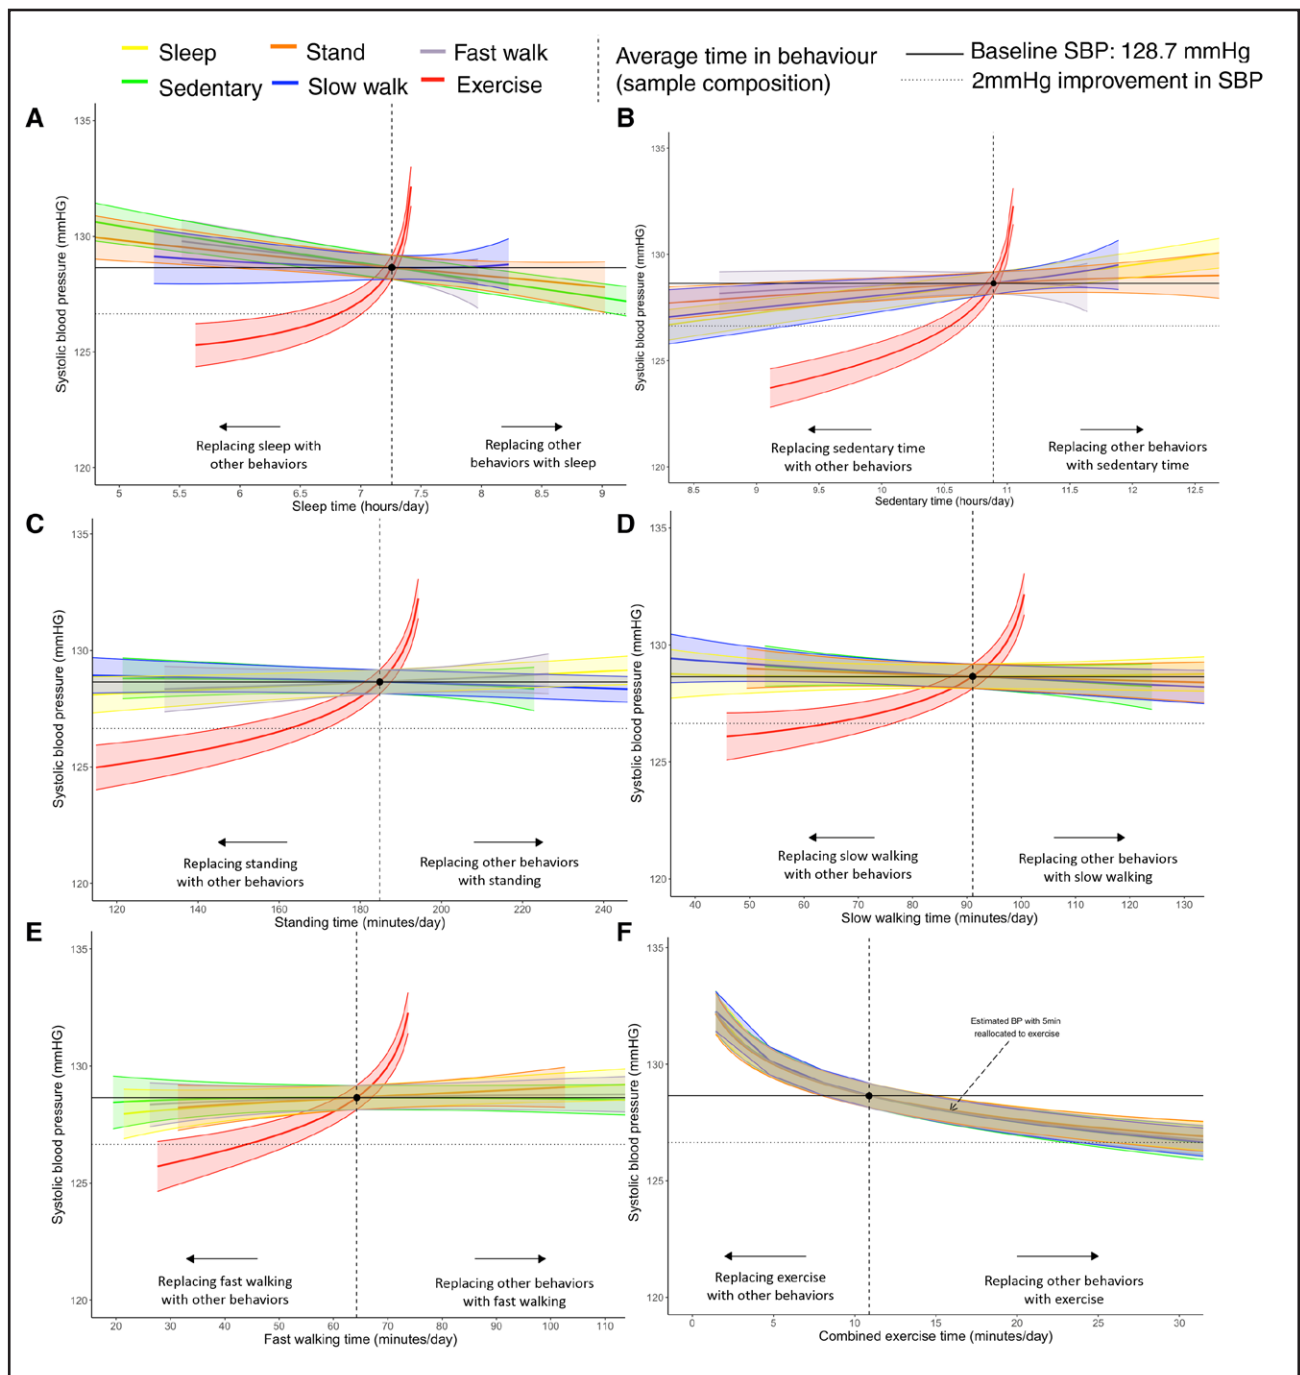 Sleep
Stand
Fast walk
Sedentary
Slow walk
Exercise
Average time in behaviour
(sample composition)
Baseline SBP: 128.7 mmHg
2mmHg improvement in SBP
A
Systolic blood pressure (mmHG)
135
130
125
120
Replacing sleep with
other behaviors
Replacing other
behaviors with sleep
5 5.5 6 6.5 7 7.5 8 8.5 9
Sleep time (hours/day)
B
Systolic blood pressure (mmHG)
135
130
125
120
Replacing sedentary time
with other behaviors
Replacing other behaviors
with sedentary time
8.5 9 9.5 10 10.5 11 11.5 12 12.5
Sedentary time (hours/day)
C
Systolic blood pressure (mmHG)
135
130
125
120
Replacing standing
with other behaviors
Replacing other behaviors
with standing
120 140 160 180 190 200 220 240
Standing time (minutes/day)
D
Systolic blood pressure (mmHG)
135
130
125
120
Replacing slow walking
with other behaviors
Replacing other behaviors
with slow walking
40 50 60 70 80 90 100 110 120 130
Slow walking time (minutes/day)
E
Systolic blood pressure (mmHG)
135
130
125
120
Replacing fast walking
with other behaviors
Replacing other behaviors
with fast walking
20 30 40 50 60 70 80 90 100 110
Fast walking time (minutes/day)
F
Systolic blood pressure (mmHG)
135
130
125
120
Estimated BP with 5min
reallocated to exercise
Replacing exercise
with other behaviors
Replacing other behaviors
with exercise
0 5 10 15 20 25 30
Combined exercise time (minutes/day)